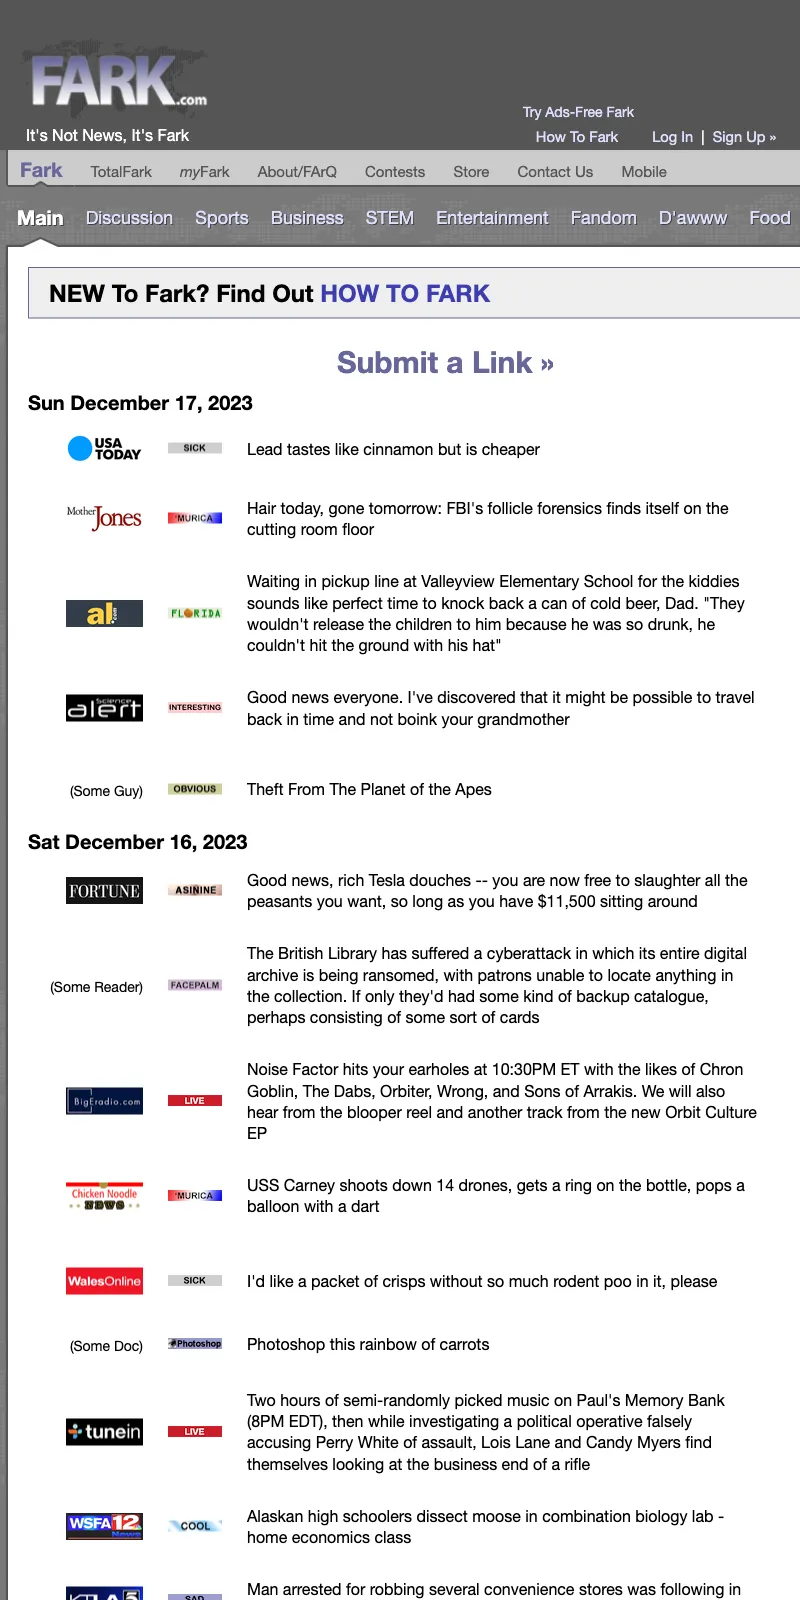 FARK.com
It's Not News, It's Fark
Try Ads-Free Fark
How To Fark Log In | Sign Up »
Fark TotalFark myFark About/FArQ Contests Store Contact Us Mobile
Main Discussion Sports Business STEM Entertainment Fandom D'awww Food
NEW To Fark? Find Out HOW TO FARK
Submit a Link »
Sun December 17, 2023
USA TODAY
SICK
Lead tastes like cinnamon but is cheaper
Mother Jones
'MURICA
Hair today, gone tomorrow: FBI's follicle forensics finds itself on the
cutting room floor
al.com
FLORIDA
Waiting in pickup line at Valleyview Elementary School for the kiddies
sounds like perfect time to knock back a can of cold beer, Dad. "They
wouldn't release the children to him because he was so drunk, he
couldn't hit the ground with his hat"
Science alert
INTERESTING
Good news everyone. I've discovered that it might be possible to travel
back in time and not boink your grandmother
(Some Guy)
OBVIOUS
Theft From The Planet of the Apes
Sat December 16, 2023
FORTUNE
ASININE
Good news, rich Tesla douches -- you are now free to slaughter all the
peasants you want, so long as you have $11,500 sitting around
(Some Reader)
FACEPALM
The British Library has suffered a cyberattack in which its entire digital
archive is being ransomed, with patrons unable to locate anything in
the collection. If only they'd had some kind of backup catalogue,
perhaps consisting of some sort of cards
BigEradio.com
LIVE
Noise Factor hits your earholes at 10:30PM ET with the likes of Chron
Goblin, The Dabs, Orbiter, Wrong, and Sons of Arrakis. We will also
hear from the blooper reel and another track from the new Orbit Culture
EP
Chicken Noodle
NEWS
'MURICA
USS Carney shoots down 14 drones, gets a ring on the bottle, pops a
balloon with a dart
WalesOnline
SICK
I'd like a packet of crisps without so much rodent poo in it, please
(Some Doc)
Photoshop
Photoshop this rainbow of carrots
tunein
LIVE
Two hours of semi-randomly picked music on Paul's Memory Bank
(8PM EDT), then while investigating a political operative falsely
accusing Perry White of assault, Lois Lane and Candy Myers find
themselves looking at the business end of a rifle
WSFA 12
News
COOL
Alaskan high schoolers dissect moose in combination biology lab -
home economics class
KTLA 5
SAD
Man arrested for robbing several convenience stores was following in